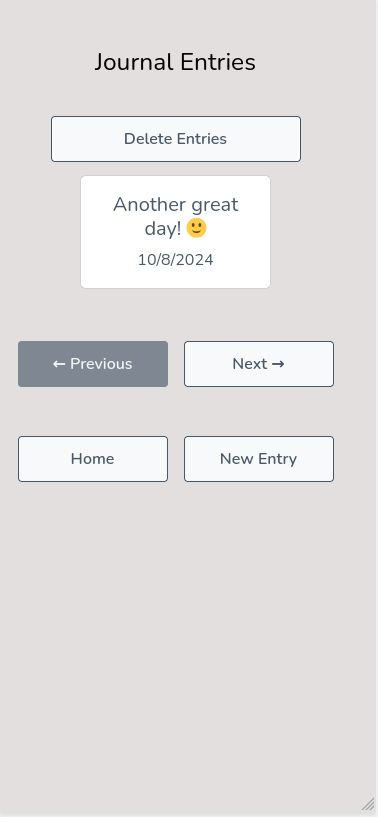 Journal Entries
Delete Entries
Another great
day! 🙂
10/8/2024
← Previous
Next →
Home
New Entry